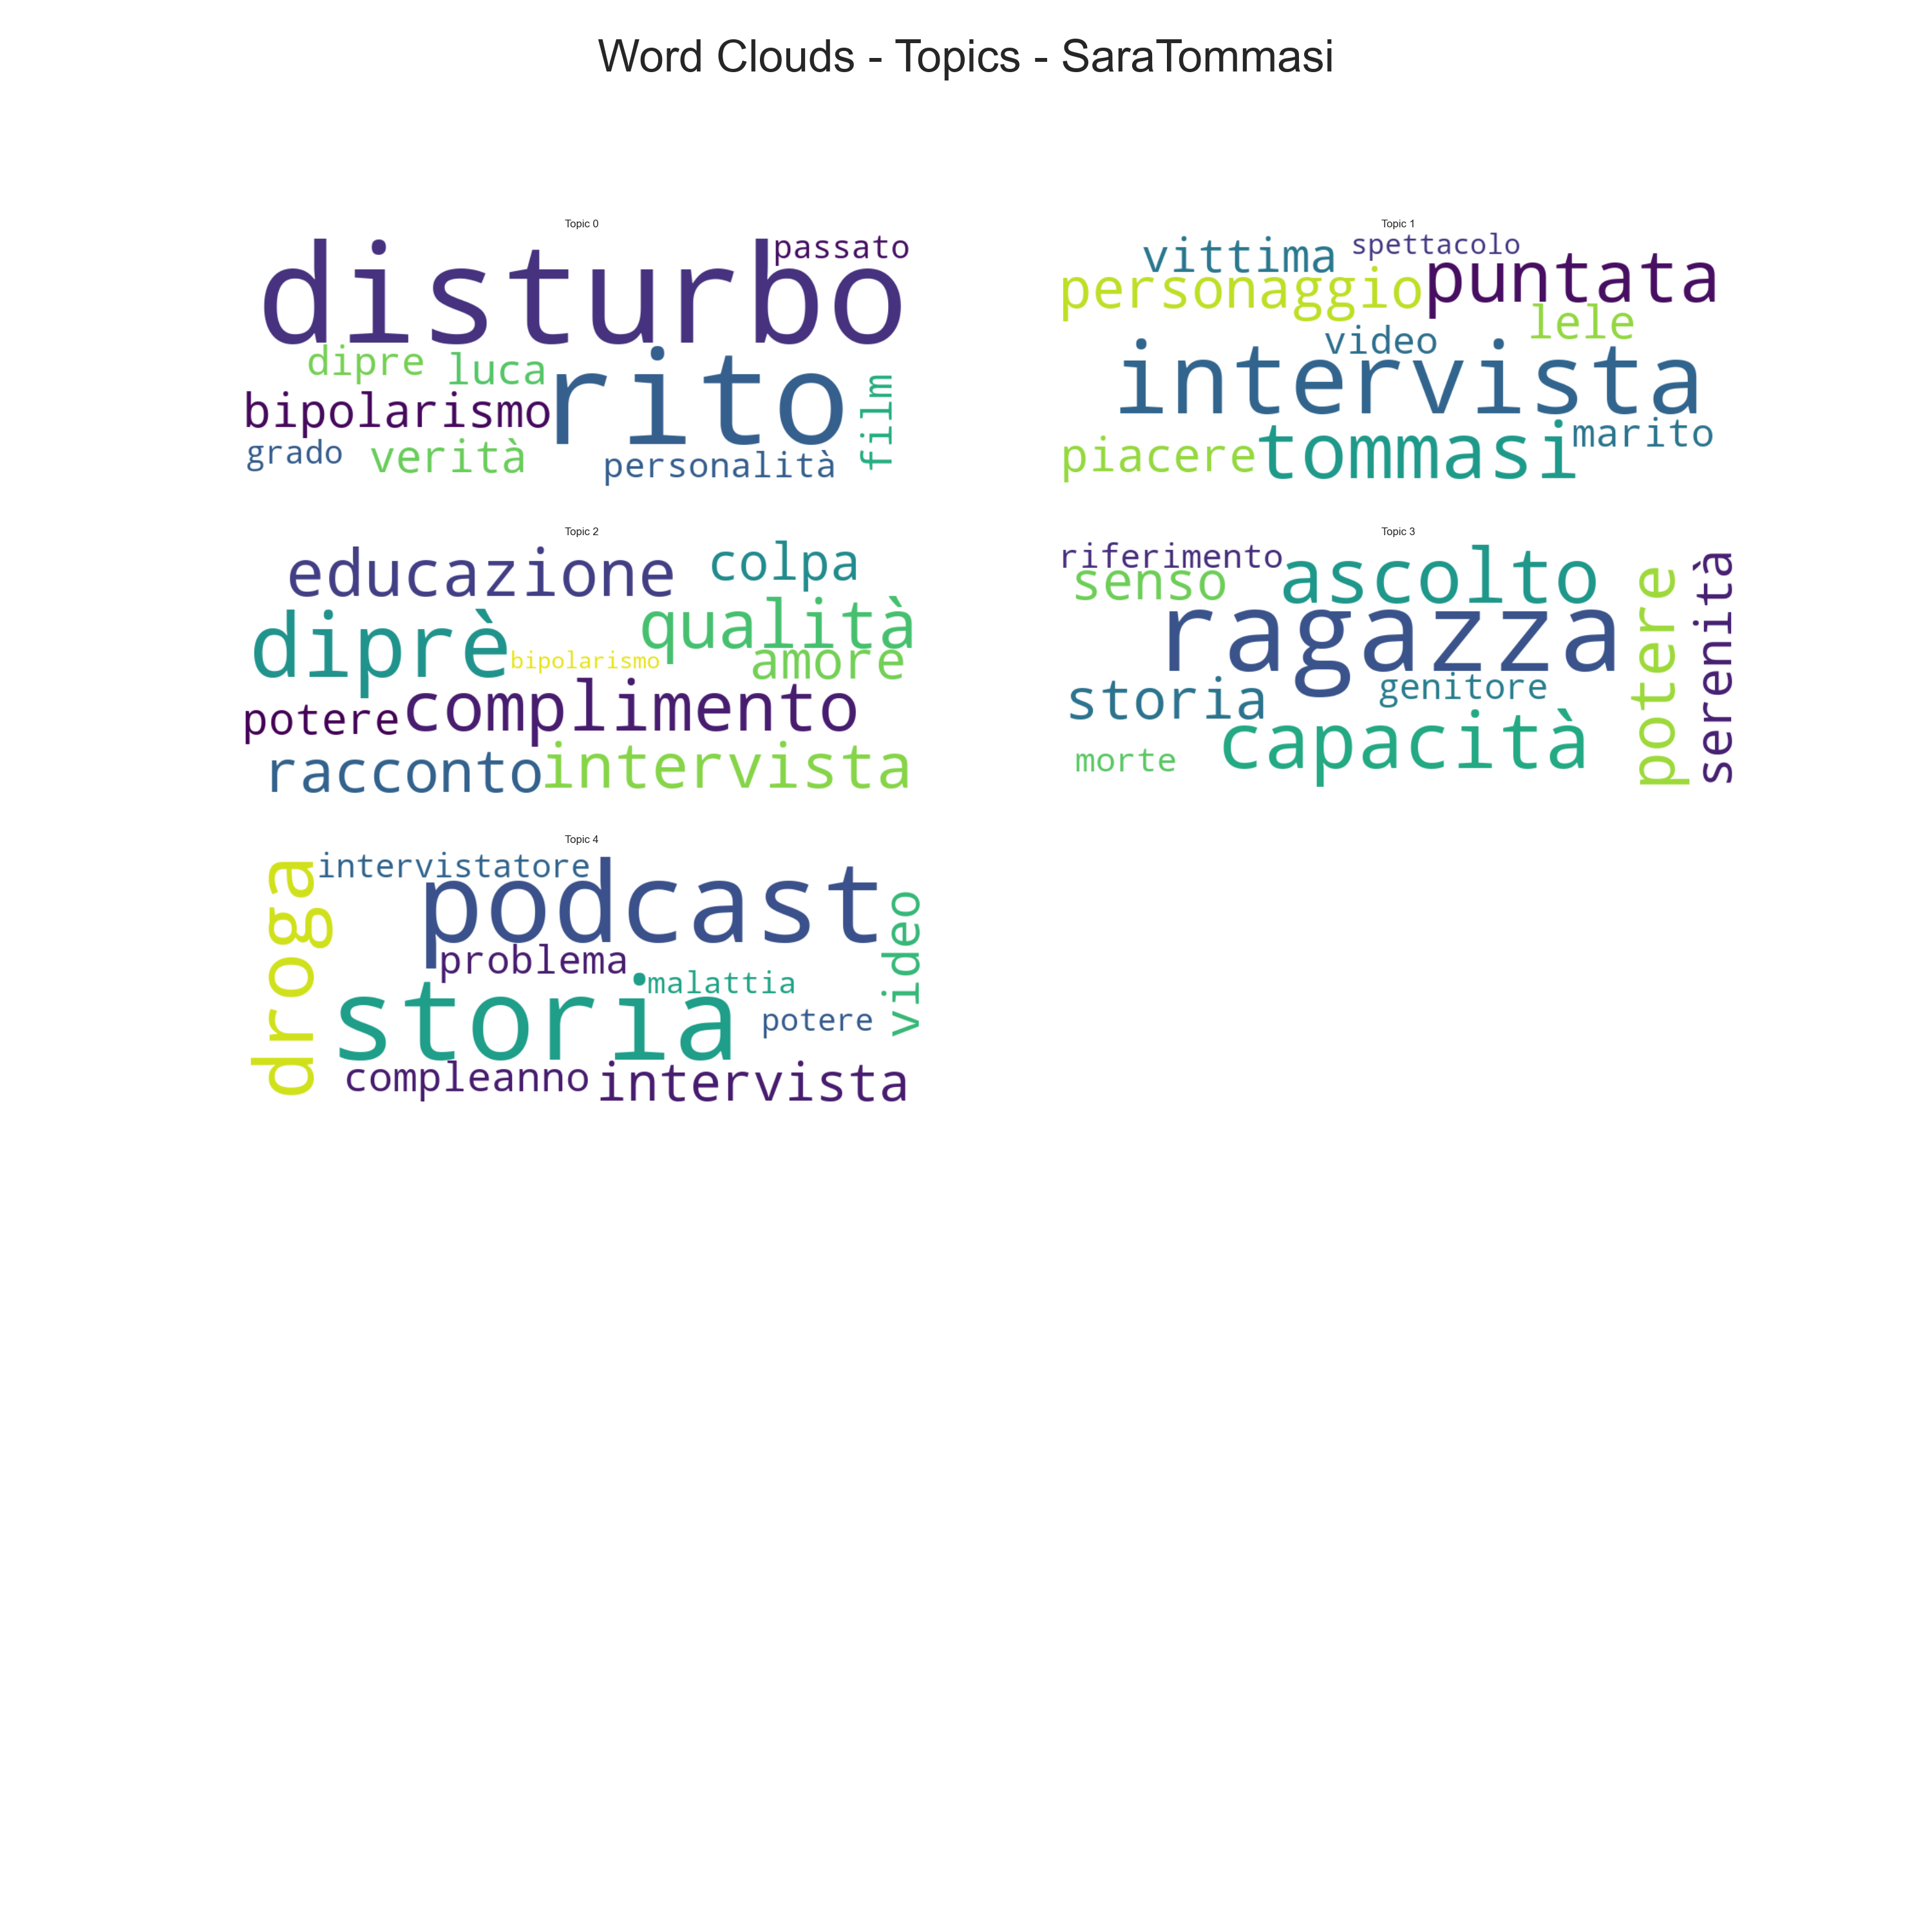 Word Clouds - Topics - SaraTommasi
Topic 0
disturbo
passato
dipre
luca
rito
film
bipolarismo
grado
verità
personalità
Topic 1
vittima
spettacolo
personaggio
puntata
lele
video
intervista
marito
piacere
tommasi
Topic 2
educazione
colpa
diprè
qualità
bipolarismo
amore
potere
complimento
racconto
intervista
Topic 3
riferimento
senso
ascolto
potere
serenità
ragazza
storia
genitore
capacità
morte
Topic 4
droga
intervistatore
podcast
video
problema
malattia
storia
potere
compleanno
intervista